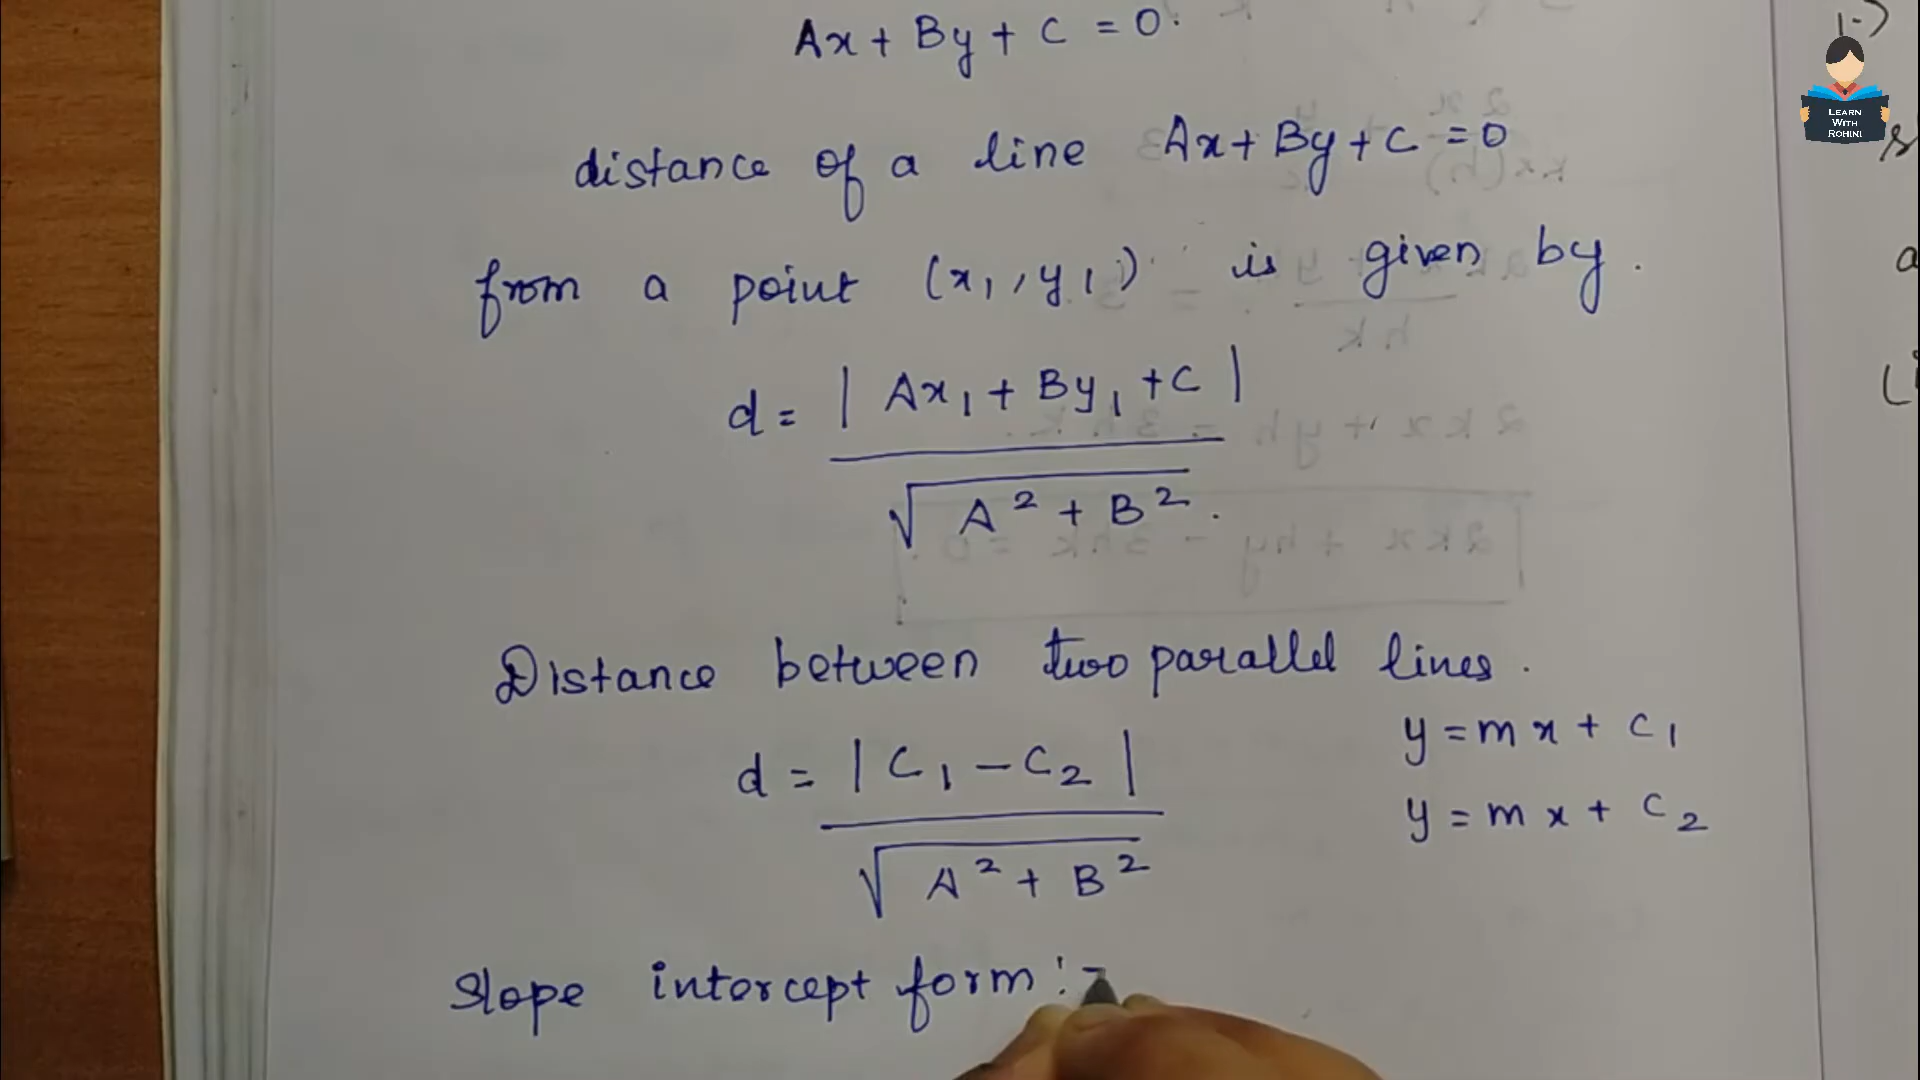 Ax + By + C = 0.
distance of a line Ax + By + C = 0
from a point (x₁, y₁) is given by.
d = | Ax₁ + By₁ + C |
√ A² + B² .
Distance between two parallel lines.
y = mx + C₁
d = | C₁ - C₂ |
y = mx + C₂
√ A² + B²
Slope intercept form :-
LEARN
WITH
ROHINI